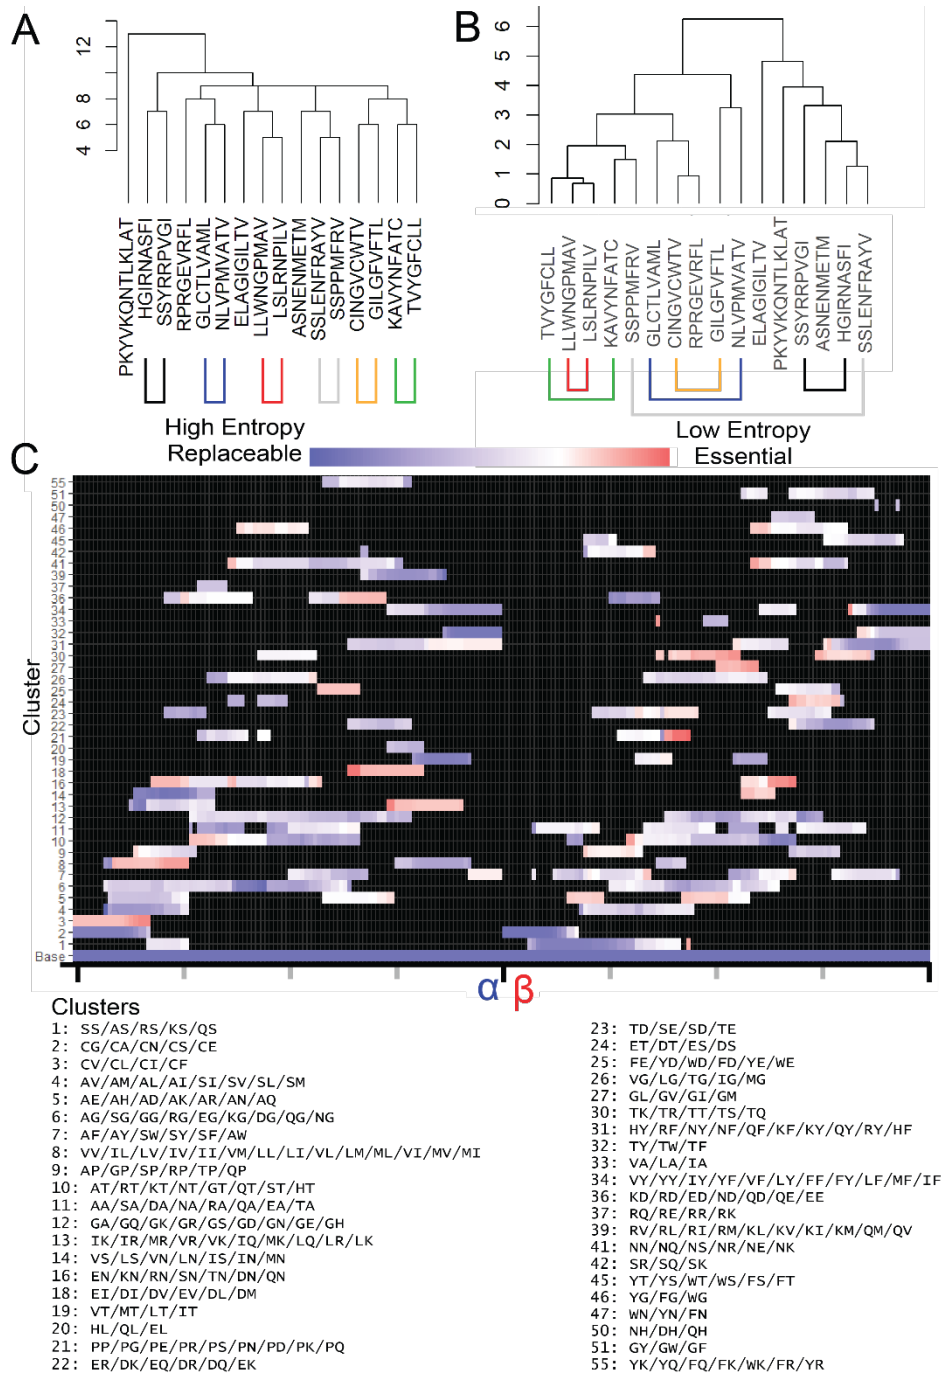 A
12
10
8
6
4
PKYVKQNTLKLAT
HGIRNASFI
SSYRRPVGI
RPRGEVRFL
GLCTLVAML
NLVPMVATV
ELAGIGILTV
LLWNGPMAV
LSLRNPILV
ASNENMETM
SSLENFRAYV
SSPPMFRV
CINGVCWTV
GILGFVFTL
KAVYNFATC
TVYGFCLL
B
6
5
4
3
2
1
0
TVYGFCLL
LLWNGPMAV
LSLRNPILV
KAVYNFATC
SSPPMFRV
GLCTLVAML
CINGVCWTV
RPRGEVRFL
GILGFVFTL
NLVPMVATV
ELAGIGILTV
PKYVKQNTLKLAT
SSYRRPVGI
ASNENMETM
HGIRNASFI
SSLENFRAYV
High Entropy
Replaceable
Low Entropy
Essential
C
Cluster
55
51
50
47
46
45
42
41
39
37
36
34
33
32
31
30
27
26
25
24
23
22
21
20
19
18
16
14
13
12
11
10
9
8
7
6
5
4
3
2
1
Base
α β
Clusters
1: SS/AS/RS/KS/QS
2: CG/CA/CN/CS/CE
3: CV/CL/CI/CF
4: AV/AM/AL/AI/SI/SV/SL/SM
5: AE/AH/AD/AK/AR/AN/AQ
6: AG/SG/GG/RG/EG/KG/DG/QG/NG
7: AF/AY/SW/SY/SF/AW
8: VV/IL/LV/IV/II/VM/LL/LI/VL/LM/ML/VI/MV/MI
9: AP/GP/SP/RP/TP/QP
10: AT/RT/KT/NT/GT/QT/ST/HT
11: AA/SA/DA/NA/RA/QA/EA/TA
12: GA/GQ/GK/GR/GS/GD/GN/GE/GH
13: IK/IR/MR/VR/VK/IQ/MK/LQ/LR/LK
14: VS/LS/VN/LN/IS/IN/MN
16: EN/KN/RN/SN/TN/DN/QN
18: EI/DI/DV/EV/DL/DM
19: VT/MT/LT/IT
20: HL/QL/EL
21: PP/PG/PE/PR/PS/PN/PD/PK/PQ
22: ER/DK/EQ/DR/DQ/EK
23: TD/SE/SD/TE
24: ET/DT/ES/DS
25: FE/YD/WD/FD/YE/WE
26: VG/LG/TG/IG/MG
27: GL/GV/GI/GM
30: TK/TR/TT/TS/TQ
31: HY/RF/NY/NF/QF/KF/KY/QY/RY/HF
32: TY/TW/TF
33: VA/LA/IA
34: VY/YY/IY/YF/VF/LY/FF/FY/LF/MF/IF
36: KD/RD/ED/ND/QD/QE/EE
37: RQ/RE/RR/RK
39: RV/RL/RI/RM/KL/KV/KI/KM/QM/QV
41: NN/NQ/NS/NR/NE/NK
42: SR/SQ/SK
45: YT/YS/WT/WS/FS/FT
46: YG/FG/WG
47: WN/YN/FN
50: NH/DH/QH
51: GY/GW/GF
55: YK/YQ/FQ/FK/WK/FR/YR